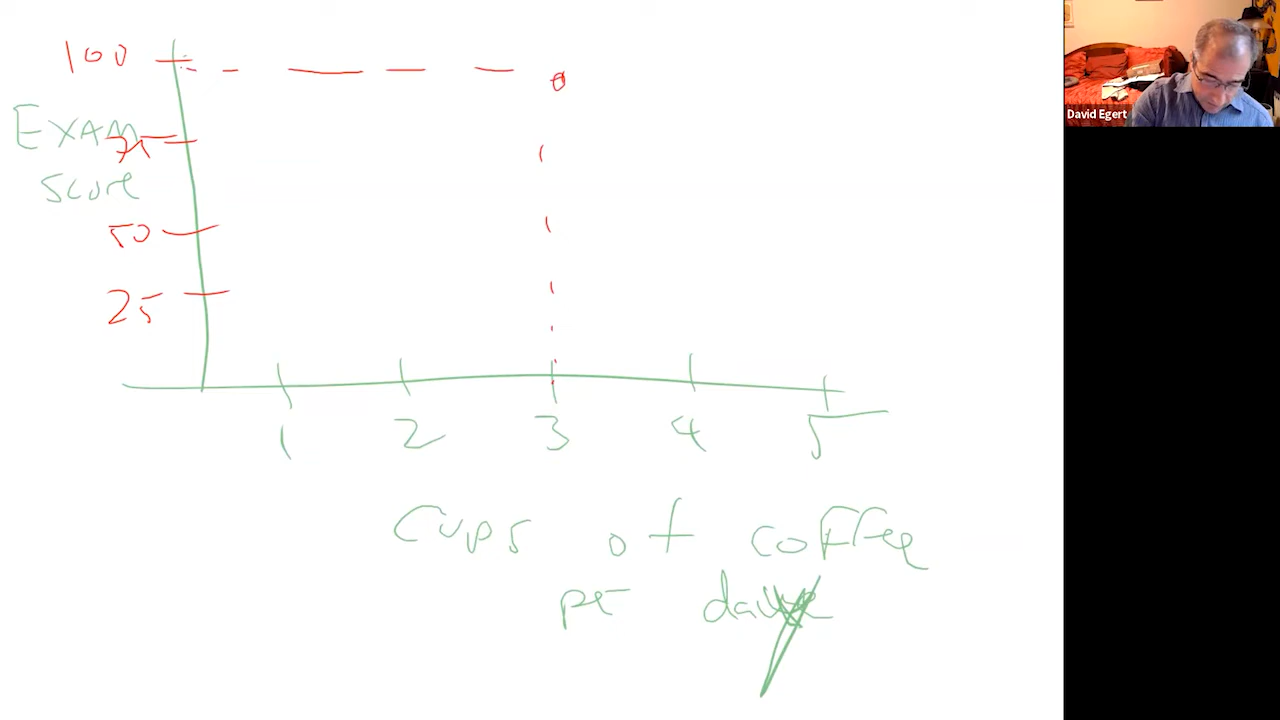 100
Exam
75
score
50
25
1 2 3 4 5
Cups of coffee
per day
David Egert